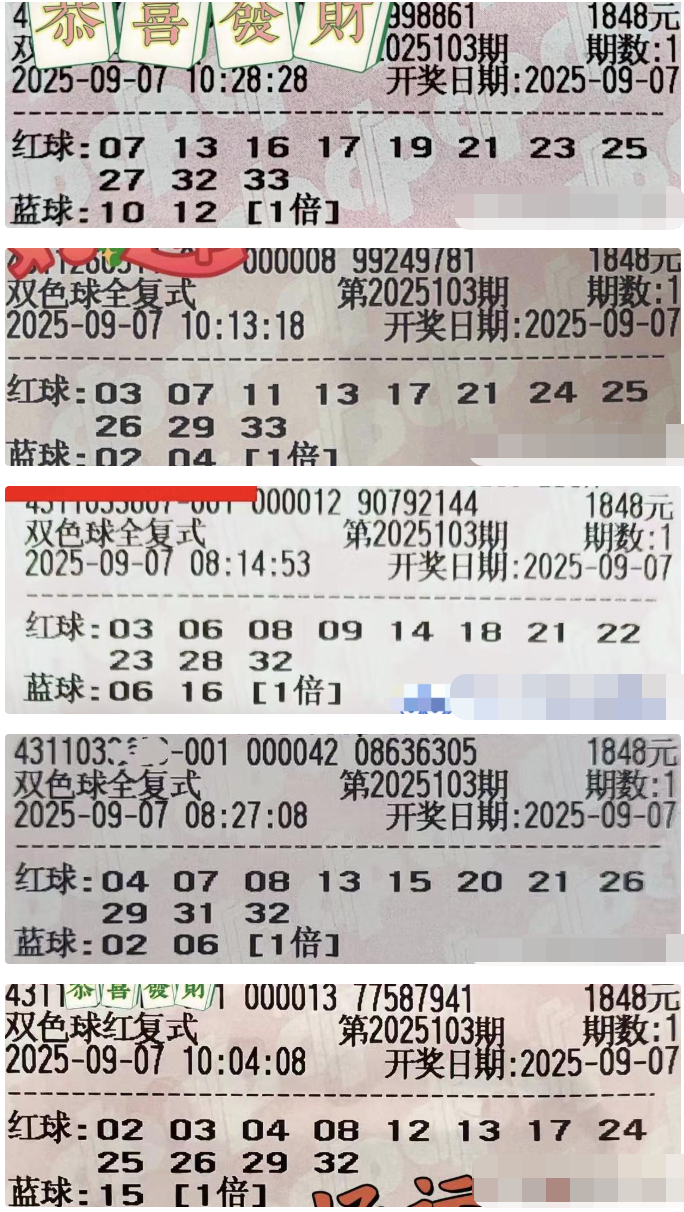 恭喜發財
998861 1848元
2025103期 期数:1
2025-09-07 10:28:28 开奖日期:2025-09-07
红球:07 13 16 17 19 21 23 25
27 32 33
蓝球:10 12 [1倍]
000008 99249781 1848元
双色球全复式 第2025103期 期数:1
2025-09-07 10:13:18 开奖日期:2025-09-07
红球:03 07 11 13 17 21 24 25
26 29 33
蓝球:02 04 [1倍]
-001 000012 90792144 1848元
双色球全复式 第2025103期 期数:1
2025-09-07 08:14:53 开奖日期:2025-09-07
红球:03 06 08 09 14 18 21 22
23 28 32
蓝球:06 16 [1倍]
431103 -001 000042 08636305 1848元
双色球全复式 第2025103期 期数:1
2025-09-07 08:27:08 开奖日期:2025-09-07
红球:04 07 08 13 15 20 21 26
29 31 32
蓝球:02 06 [1倍]
恭喜發財
4311 1 000013 77587941 1848元
双色球红复式 第2025103期 期数:1
2025-09-07 10:04:08 开奖日期:2025-09-07
红球:02 03 04 08 12 13 17 24
25 26 29 32
蓝球:15 [1倍]